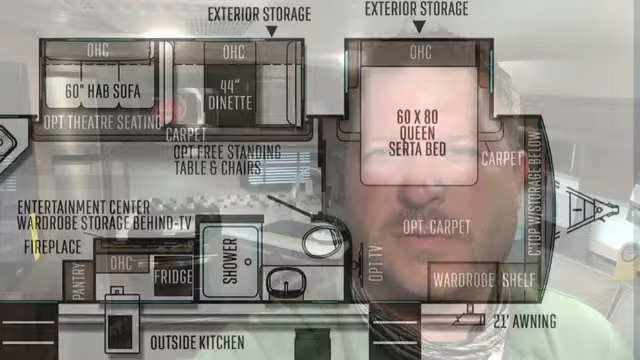 EXTERIOR STORAGE
EXTERIOR STORAGE
OHC
OHC
OHC
60" HAB SOFA
44"
DINETTE
OPT THEATRE SEATING
CARPET
OPT FREE STANDING
TABLE & CHAIRS
60 X 80
QUEEN
SERTA BED
CARPET
C'TOP W/STORAGE BELOW
ENTERTAINMENT CENTER
WARDROBE STORAGE BEHIND TV
FIREPLACE
OPT. CARPET
PANTRY
OHC
FRIDGE
SHOWER
OPT TV
WARDROBE SHELF
21' AWNING
OUTSIDE KITCHEN